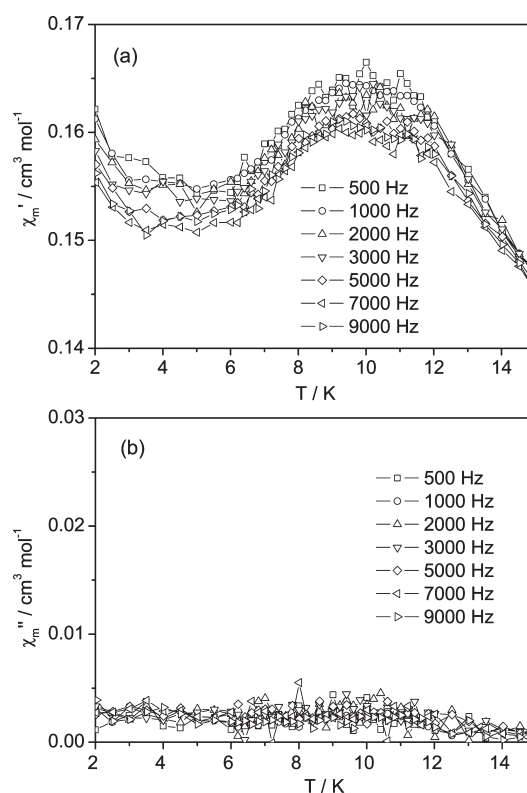 0.17
(a)
0.16
0.15
0.14
χm' / cm³ mol⁻¹
500 Hz
1000 Hz
2000 Hz
3000 Hz
5000 Hz
7000 Hz
9000 Hz
2 4 6 8 10 12 14
T / K
0.03
(b)
0.02
0.01
0.00
χm'' / cm³ mol⁻¹
500 Hz
1000 Hz
2000 Hz
3000 Hz
5000 Hz
7000 Hz
9000 Hz
2 4 6 8 10 12 14
T / K